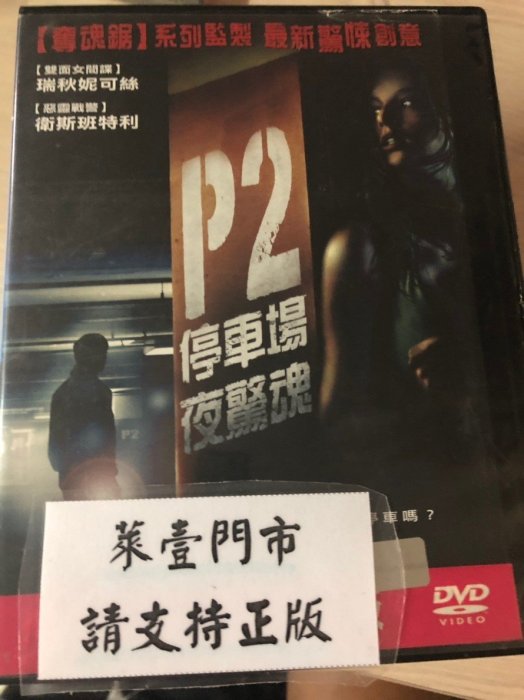 【奪魂鋸】系列監製 最新驚悚創意
【雙面女間諜】
瑞秋妮可絲
【惡靈戰警】
衛斯班特利
P2
停車場
夜驚魂
P2
停車嗎？
萊壹門市
請支持正版
DVD
VIDEO